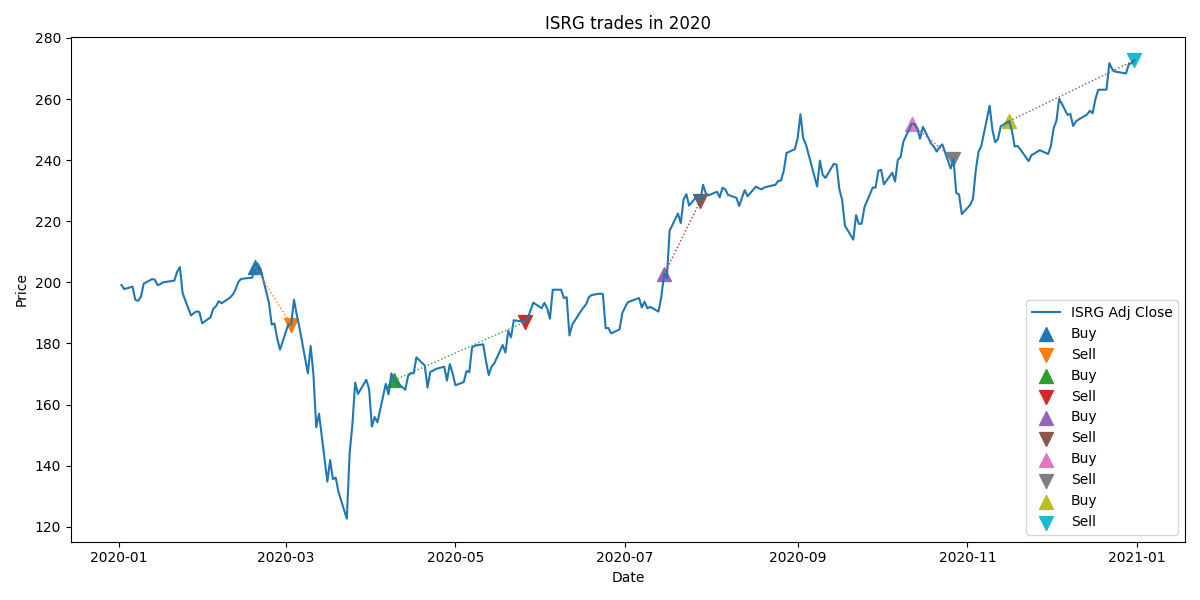 ISRG trades in 2020
Price
280
260
240
220
200
180
160
140
120
2020-01
2020-03
2020-05
2020-07
2020-09
2020-11
2021-01
Date
ISRG Adj Close
Buy
Sell
Buy
Sell
Buy
Sell
Buy
Sell
Buy
Sell